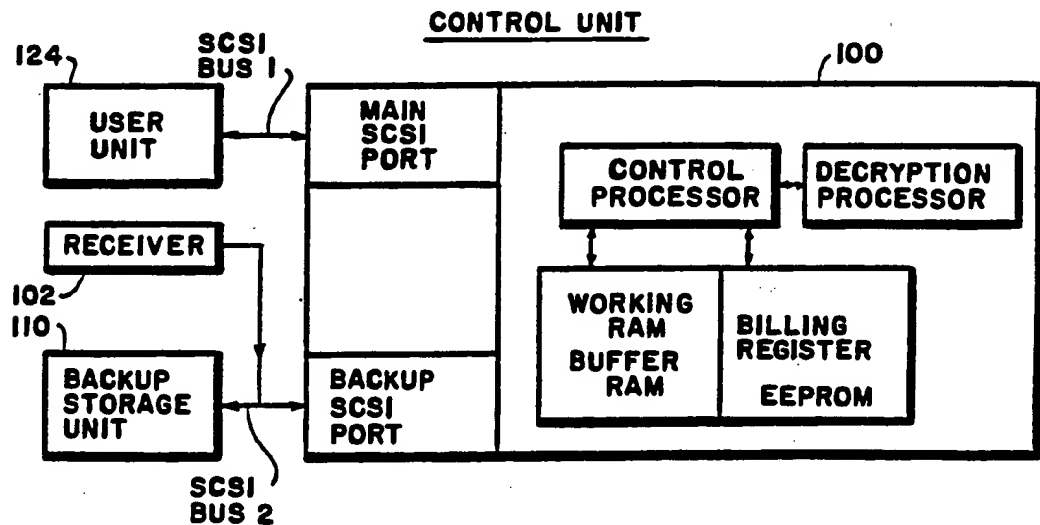 CONTROL UNIT
124
SCSI
BUS 1
100
USER
UNIT
MAIN
SCSI
PORT
CONTROL
PROCESSOR
DECRYPTION
PROCESSOR
RECEIVER
102
110
WORKING
RAM
BUFFER
RAM
BILLING
REGISTER
EEPROM
BACKUP
STORAGE
UNIT
BACKUP
SCSI
PORT
SCSI
BUS 2